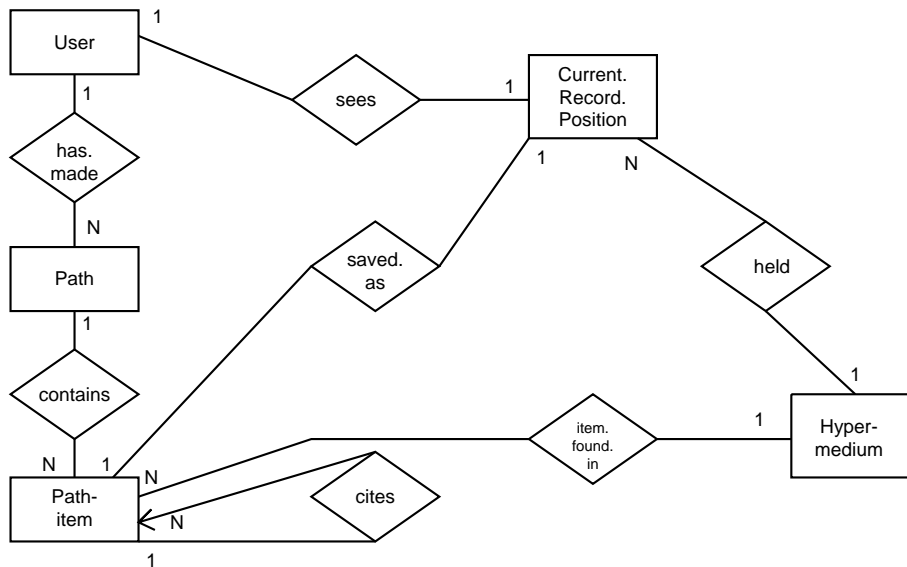 1
User
1
sees
1
Current.
Record.
Position
1
N
has.
made
N
Path
1
saved.
as
held
contains
N
1
N
item.
found.
in
1
1
Hyper-
medium
Path-
item
N
cites
1